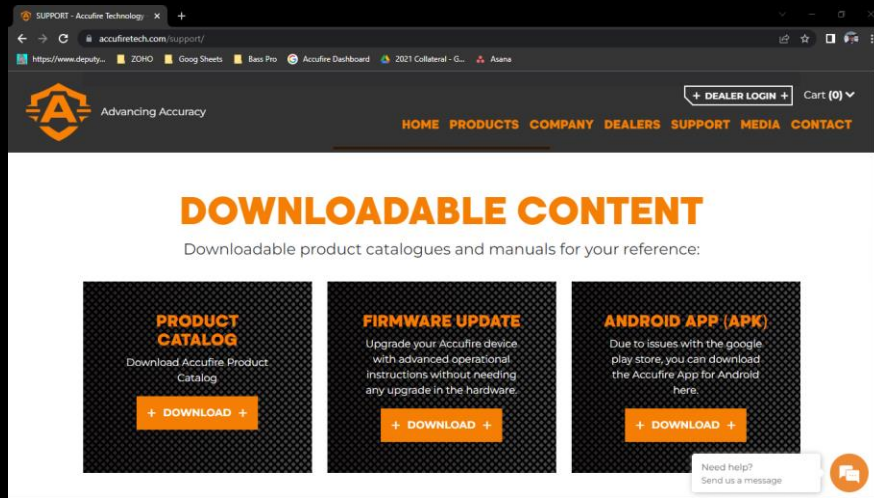 SUPPORT - Accufire Technology
accufiretech.com/support/
https://www.deputy... ZOHO Goog Sheets Bass Pro Accufire Dashboard 2021 Collateral - G... Asana
+ DEALER LOGIN + Cart (0)
A Advancing Accuracy
HOME PRODUCTS COMPANY DEALERS SUPPORT MEDIA CONTACT
DOWNLOADABLE CONTENT
Downloadable product catalogues and manuals for your reference:
PRODUCT
CATALOG
Download Accufire Product
Catalog
+ DOWNLOAD +
FIRMWARE UPDATE
Upgrade your Accufire device
with advanced operational
instructions without needing
any upgrade in the hardware.
+ DOWNLOAD +
ANDROID APP (APK)
Due to issues with the google
play store, you can download
the Accufire App for Android
here.
+ DOWNLOAD +
Need help?
Send us a message